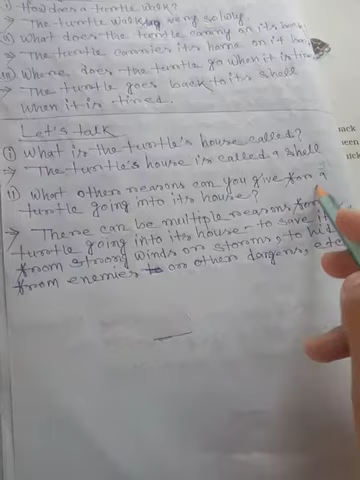 i) How does a turtle walk?
→ The turtle walks very slowly.
ii) What does the turtle carry on its back?
→ The turtle carries its home on it back
iii) Where does the turtle go when it is tired
→ The turtle goes back to its shell
when it is tired.
Let's talk
(i) What is the turtle's house called?
⇒ The turtle's house is called a shell
(ii) What other reasons can you give for a
turtle going into its house?
→ There can be multiple reasons for
turtle going into its house - to save it
from strong winds or storms, to hid
from enemies or other dangers, etc